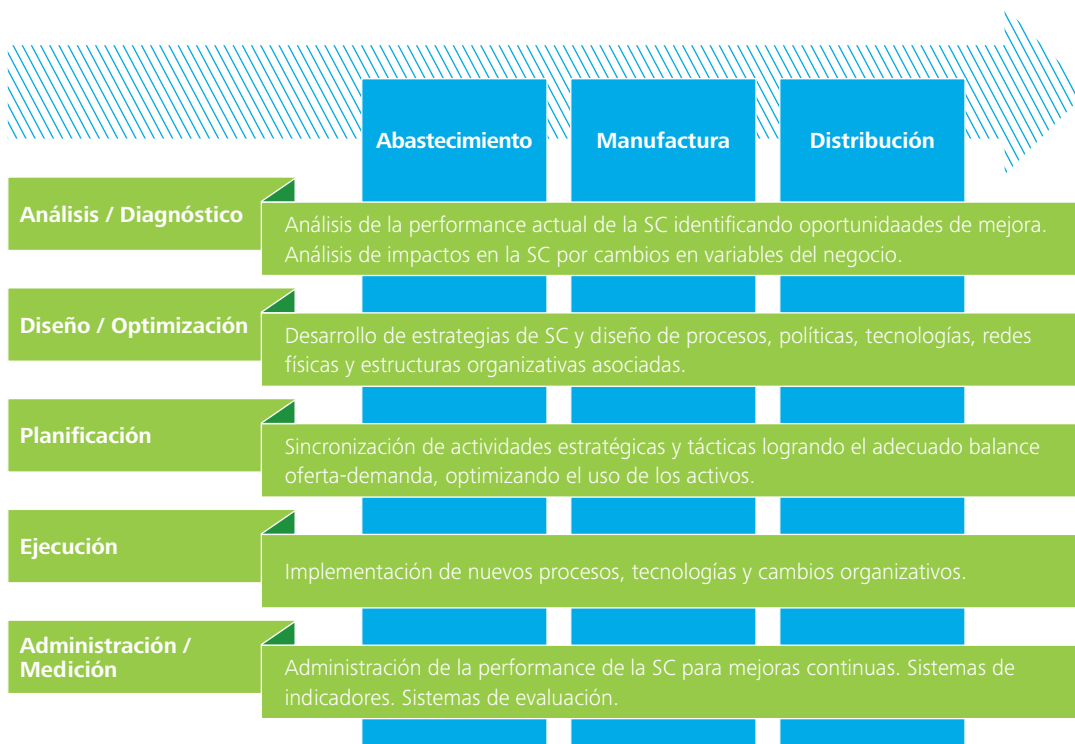 Abastecimiento
Manufactura
Distribución
Análisis / Diagnóstico
Análisis de la performance actual de la SC identificando oportunidaades de mejora.
Análisis de impactos en la SC por cambios en variables del negocio.
Diseño / Optimización
Desarrollo de estrategias de SC y diseño de procesos, políticas, tecnologías, redes
físicas y estructuras organizativas asociadas.
Planificación
Sincronización de actividades estratégicas y tácticas logrando el adecuado balance
oferta-demanda, optimizando el uso de los activos.
Ejecución
Implementación de nuevos procesos, tecnologías y cambios organizativos.
Administración /
Medición
Administración de la performance de la SC para mejoras continuas. Sistemas de
indicadores. Sistemas de evaluación.